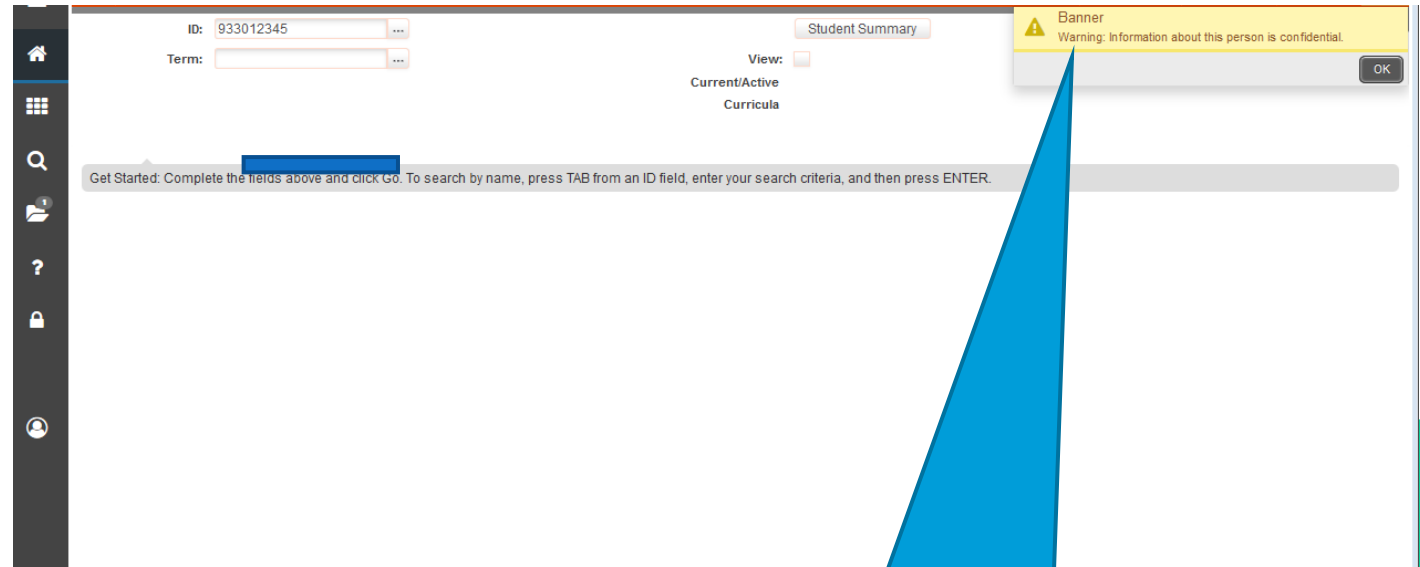 ID: 933012345 ... Student Summary
Banner
Warning: Information about this person is confidential.
OK
Term: ... View:
Current/Active
Curricula
1
?
Get Started: Complete the fields above and click Go. To search by name, press TAB from an ID field, enter your search criteria, and then press ENTER.